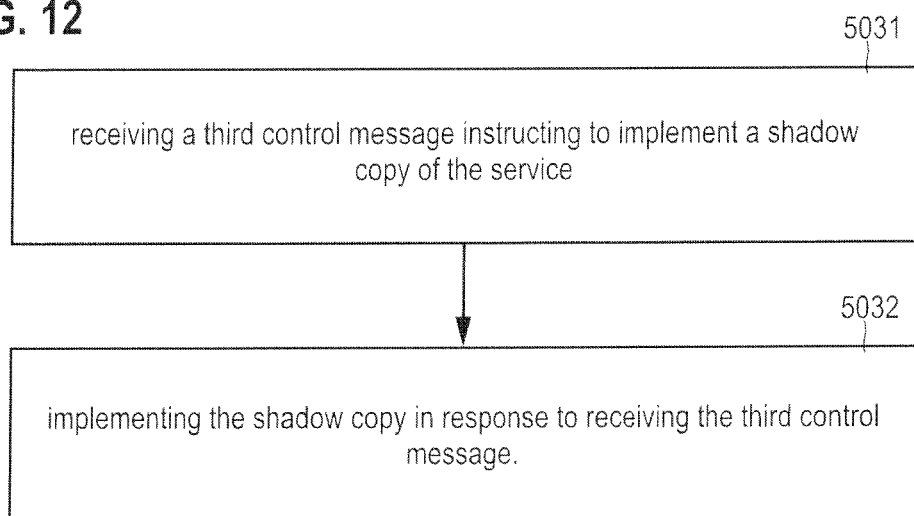 G. 12
5031
receiving a third control message instructing to implement a shadow
copy of the service
5032
implementing the shadow copy in response to receiving the third control
message.